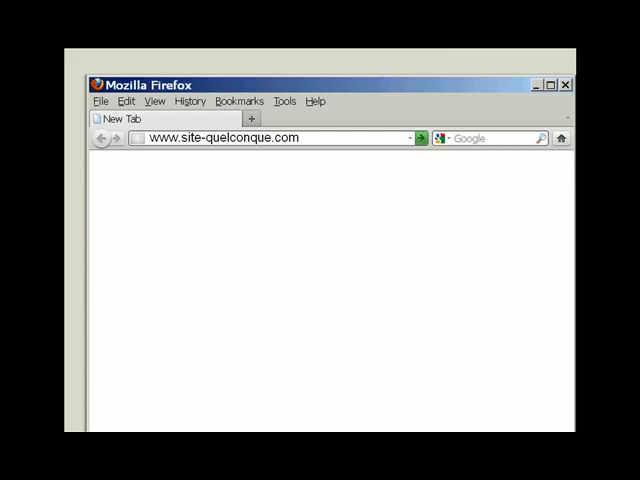 Mozilla Firefox
File Edit View History Bookmarks Tools Help
New Tab
www.site-quelconque.com Google